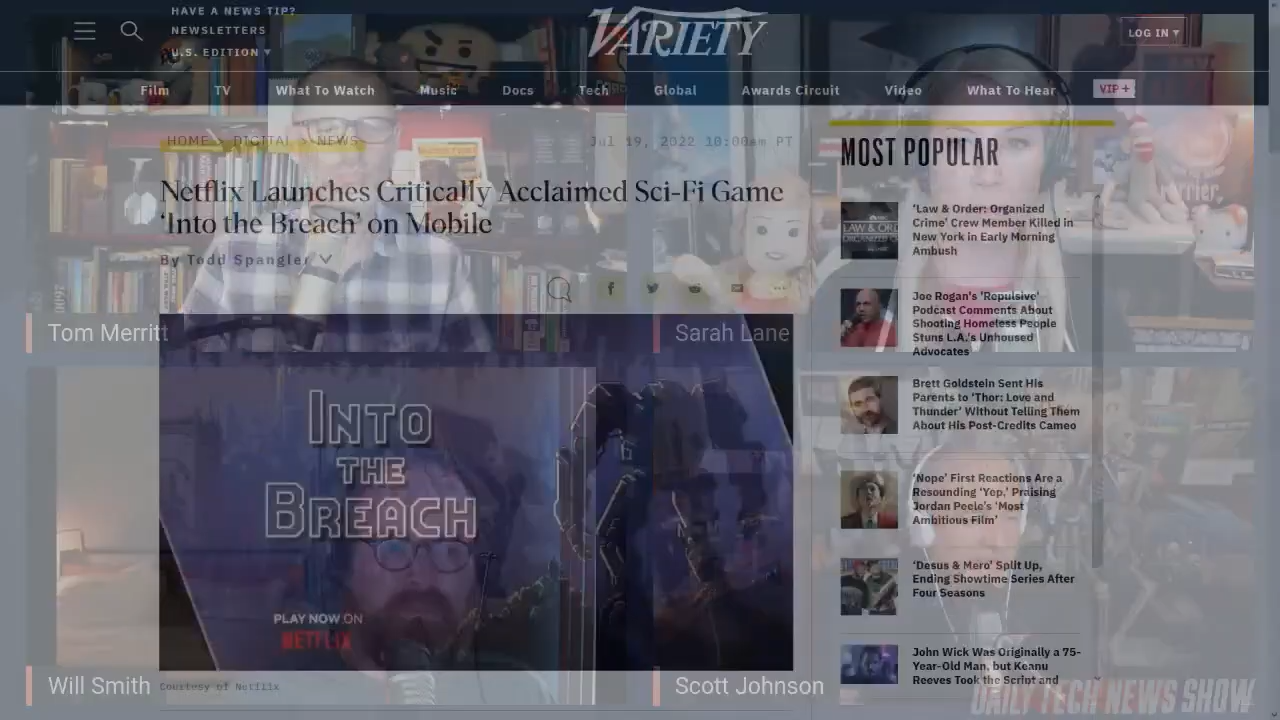 HAVE A NEWS TIP?
NEWSLETTERS
U.S. EDITION ▾
VARIETY
LOG IN ▾
Film TV What To Watch Music Docs Tech Global Awards Circuit Video What To Hear VIP+
HOME > DIGITAL > NEWS
Jul 19, 2022 10:00am PT
Netflix Launches Critically Acclaimed Sci-Fi Game
‘Into the Breach’ on Mobile
By Todd Spangler
Tom Merritt
Sarah Lane
INTO
THE
BREACH
PLAY NOW ON
NETFLIX
Courtesy of Netflix
Will Smith
Scott Johnson
MOST POPULAR
‘Law & Order: Organized
Crime’ Crew Member Killed in
New York in Early Morning
Ambush
Joe Rogan's 'Repulsive'
Podcast Comments About
Shooting Homeless People
Stuns L.A.'s Unhoused
Advocates
Brett Goldstein Sent His
Parents to ‘Thor: Love and
Thunder’ Without Telling Them
About His Post-Credits Cameo
‘Nope’ First Reactions Are a
Resounding ‘Yep,’ Praising
Jordan Peele’s ‘Most
Ambitious Film’
‘Desus & Mero’ Split Up,
Ending Showtime Series After
Four Seasons
John Wick Was Originally a 75-
Year-Old Man, but Keanu
Reeves Took the Script and
DAILY TECH NEWS SHOW